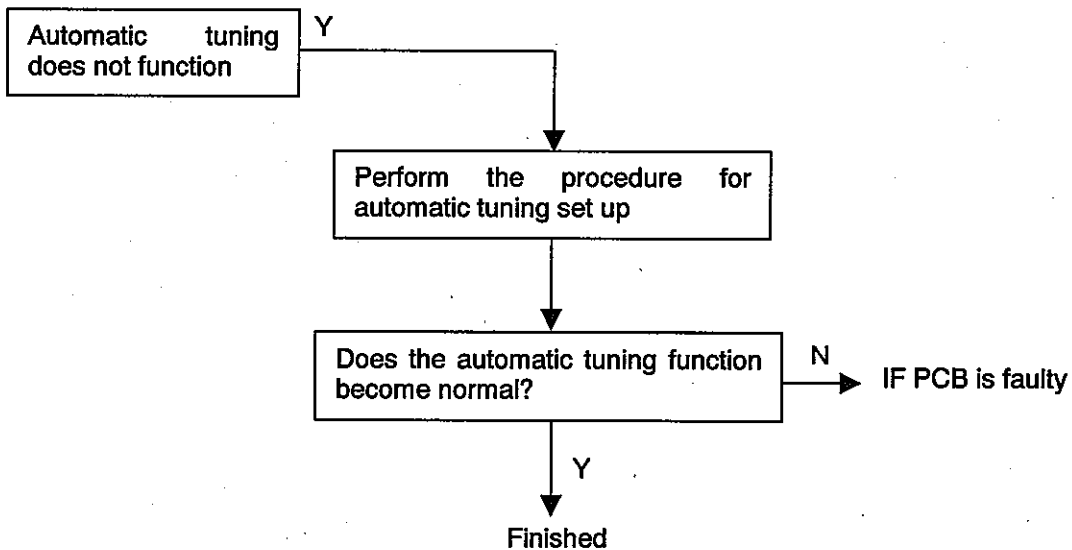 Automatic tuning
does not function
Y
Perform the procedure for
automatic tuning set up
Does the automatic tuning function
become normal?
N
IF PCB is faulty
Y
Finished